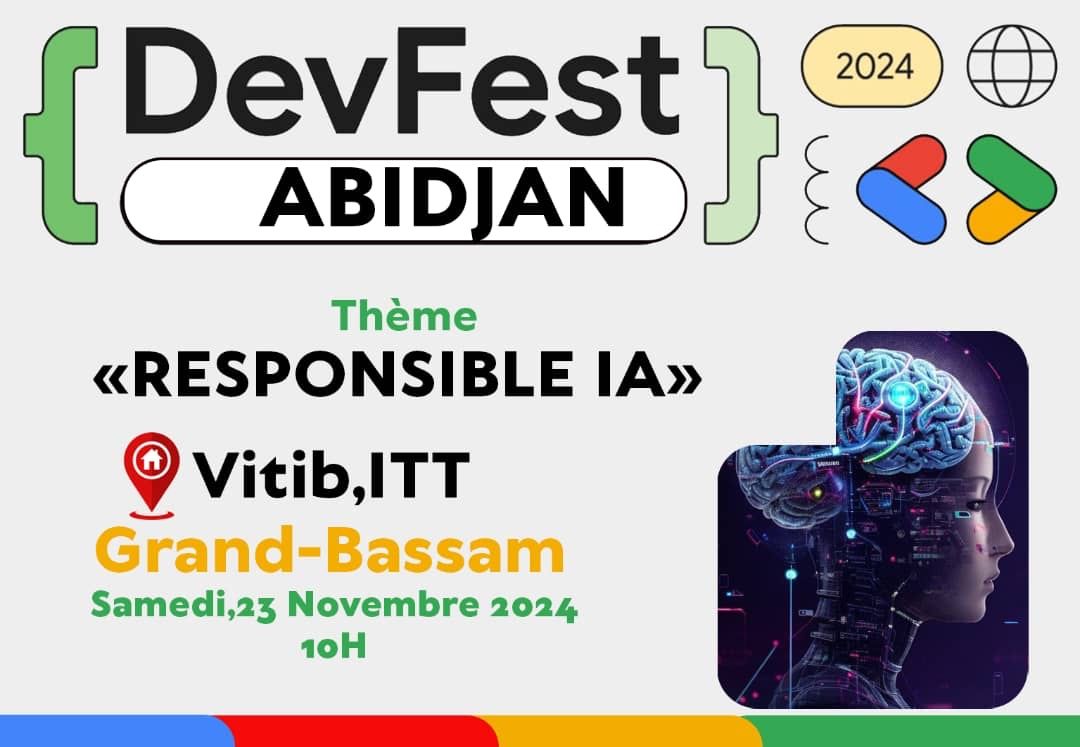 DevFest
ABIDJAN
2024
Thème
«RESPONSIBLE IA»
Vitib,ITT
Grand-Bassam
Samedi,23 Novembre 2024
10H